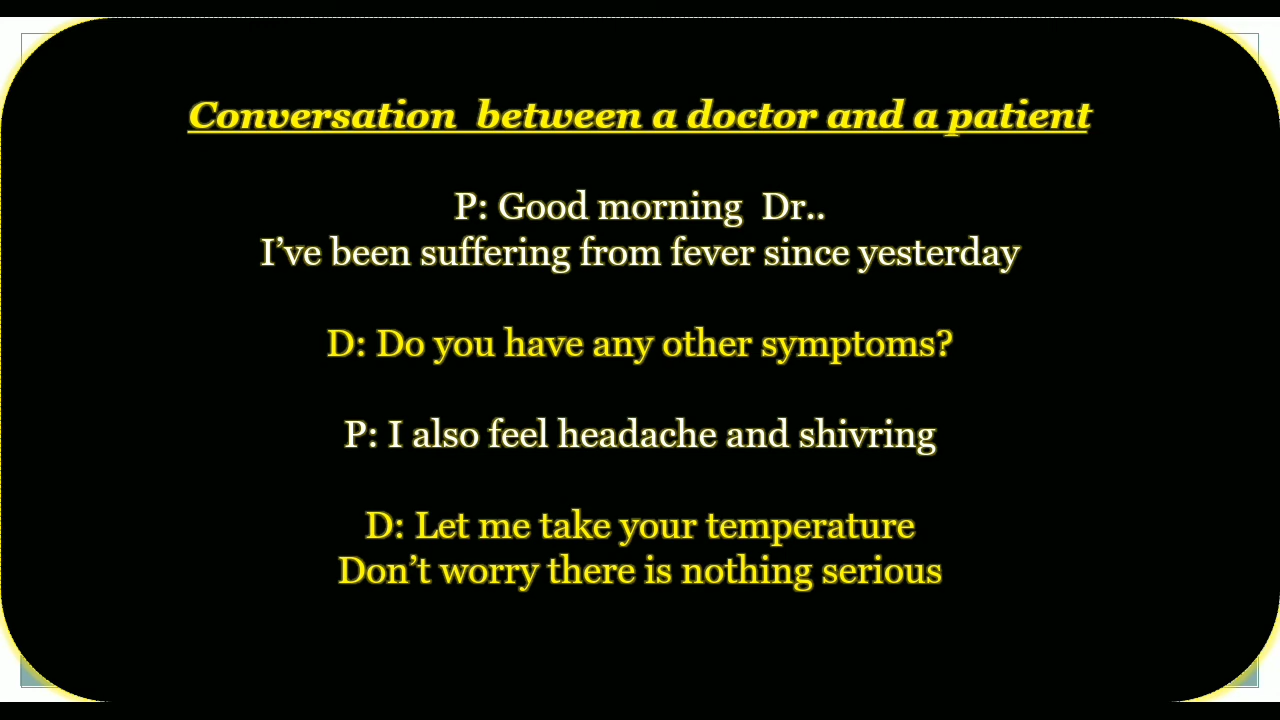 Conversation  between a doctor and a patient
P: Good morning  Dr..
I’ve been suffering from fever since yesterday
D: Do you have any other symptoms?
P: I also feel headache and shivring
D: Let me take your temperature
Don’t worry there is nothing serious